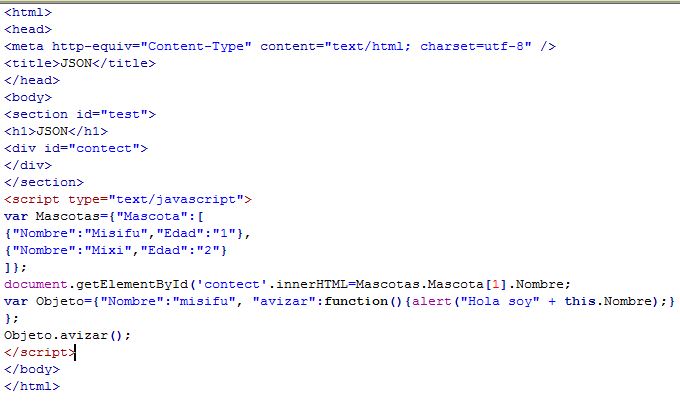 <html>
<head>
<meta http-equiv="Content-Type" content="text/html; charset=utf-8" />
<title>JSON</title>
</head>
<body>
<section id="test">
<h1>JSON</h1>
<div id="contect">
</div>
</section>
<script type="text/javascript">
var Mascotas={"Mascota":[
{"Nombre":"Misifu","Edad":"1"},
{"Nombre":"Mixi","Edad":"2"}
]};
document.getElementById('contect'.innerHTML=Mascotas.Mascota[1].Nombre;
var Objeto={"Nombre":"misifu", "avizar":function(){alert("Hola soy" + this.Nombre);}
};
Objeto.avizar();
</script>
</body>
</html>